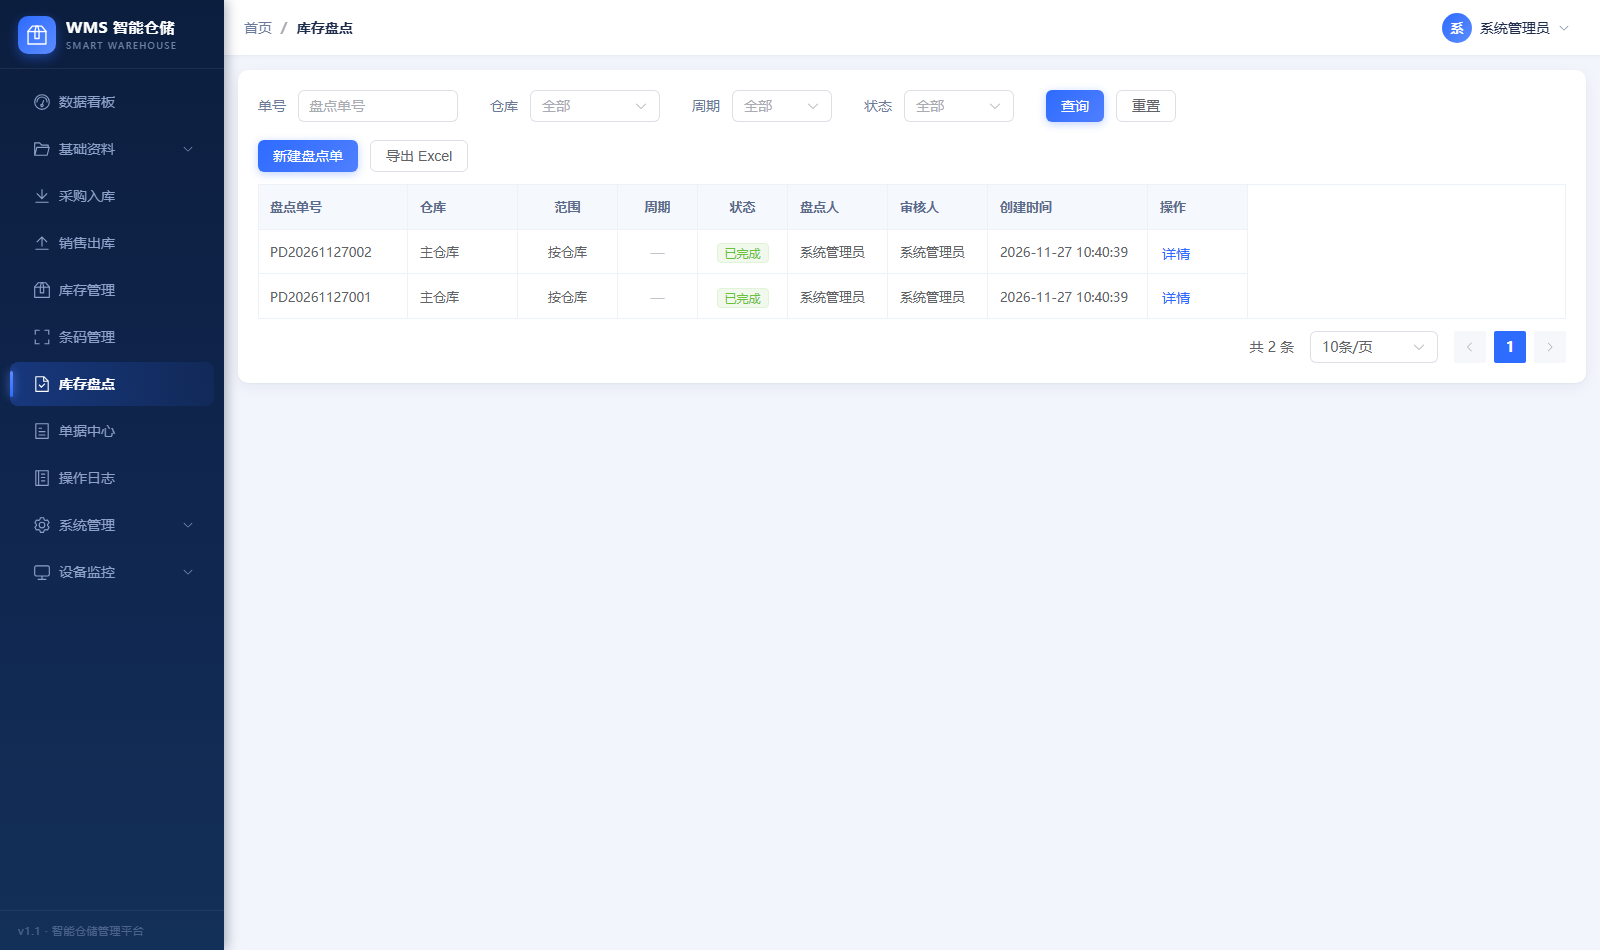 WMS 智能仓储
SMART WAREHOUSE
数据看板
基础资料
采购入库
销售出库
库存管理
条码管理
库存盘点
单据中心
操作日志
系统管理
设备监控
v1.1 · 智能仓储管理平台
首页 / 库存盘点
系 系统管理员
单号 盘点单号 仓库 全部 周期 全部 状态 全部 查询 重置
新建盘点单 导出 Excel
盘点单号 仓库 范围 周期 状态 盘点人 审核人 创建时间 操作
PD20261127002 主仓库 按仓库 — 已完成 系统管理员 系统管理员 2026-11-27 10:40:39 详情
PD20261127001 主仓库 按仓库 — 已完成 系统管理员 系统管理员 2026-11-27 10:40:39 详情
共 2 条 10条/页 1